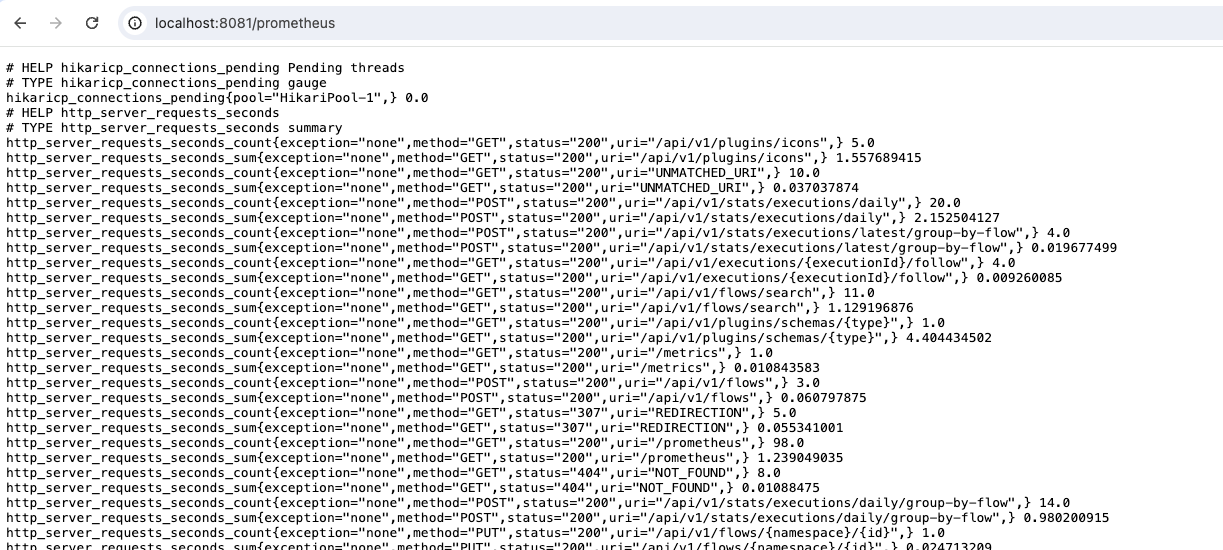 localhost:8081/prometheus
# HELP hikaricp_connections_pending Pending threads
# TYPE hikaricp_connections_pending gauge
hikaricp_connections_pending{pool="HikariPool-1",} 0.0
# HELP http_server_requests_seconds
# TYPE http_server_requests_seconds summary
http_server_requests_seconds_count{exception="none",method="GET",status="200",uri="/api/v1/plugins/icons",} 5.0
http_server_requests_seconds_sum{exception="none",method="GET",status="200",uri="/api/v1/plugins/icons",} 1.557689415
http_server_requests_seconds_count{exception="none",method="GET",status="200",uri="UNMATCHED_URI",} 10.0
http_server_requests_seconds_sum{exception="none",method="GET",status="200",uri="UNMATCHED_URI",} 0.037037874
http_server_requests_seconds_count{exception="none",method="POST",status="200",uri="/api/v1/stats/executions/daily",} 20.0
http_server_requests_seconds_sum{exception="none",method="POST",status="200",uri="/api/v1/stats/executions/daily",} 2.152504127
http_server_requests_seconds_count{exception="none",method="POST",status="200",uri="/api/v1/stats/executions/latest/group-by-flow",} 4.0
http_server_requests_seconds_sum{exception="none",method="POST",status="200",uri="/api/v1/stats/executions/latest/group-by-flow",} 0.019677499
http_server_requests_seconds_count{exception="none",method="GET",status="200",uri="/api/v1/executions/{executionId}/follow",} 4.0
http_server_requests_seconds_sum{exception="none",method="GET",status="200",uri="/api/v1/executions/{executionId}/follow",} 0.009260085
http_server_requests_seconds_count{exception="none",method="GET",status="200",uri="/api/v1/flows/search",} 11.0
http_server_requests_seconds_sum{exception="none",method="GET",status="200",uri="/api/v1/flows/search",} 1.129196876
http_server_requests_seconds_count{exception="none",method="GET",status="200",uri="/api/v1/plugins/schemas/{type}",} 1.0
http_server_requests_seconds_sum{exception="none",method="GET",status="200",uri="/api/v1/plugins/schemas/{type}",} 4.404434502
http_server_requests_seconds_count{exception="none",method="GET",status="200",uri="/metrics",} 1.0
http_server_requests_seconds_sum{exception="none",method="GET",status="200",uri="/metrics",} 0.010843583
http_server_requests_seconds_count{exception="none",method="POST",status="200",uri="/api/v1/flows",} 3.0
http_server_requests_seconds_sum{exception="none",method="POST",status="200",uri="/api/v1/flows",} 0.060797875
http_server_requests_seconds_count{exception="none",method="GET",status="307",uri="REDIRECTION",} 5.0
http_server_requests_seconds_sum{exception="none",method="GET",status="307",uri="REDIRECTION",} 0.055341001
http_server_requests_seconds_count{exception="none",method="GET",status="200",uri="/prometheus",} 98.0
http_server_requests_seconds_sum{exception="none",method="GET",status="200",uri="/prometheus",} 1.239049035
http_server_requests_seconds_count{exception="none",method="GET",status="404",uri="NOT_FOUND",} 8.0
http_server_requests_seconds_sum{exception="none",method="GET",status="404",uri="NOT_FOUND",} 0.01088475
http_server_requests_seconds_count{exception="none",method="POST",status="200",uri="/api/v1/stats/executions/daily/group-by-flow",} 14.0
http_server_requests_seconds_sum{exception="none",method="POST",status="200",uri="/api/v1/stats/executions/daily/group-by-flow",} 0.980200915
http_server_requests_seconds_count{exception="none",method="PUT",status="200",uri="/api/v1/flows/{namespace}/{id}",} 1.0
http_server_requests_seconds_sum{exception="none",method="PUT",status="200",uri="/api/v1/flows/{namespace}/{id}",} 0.024713209